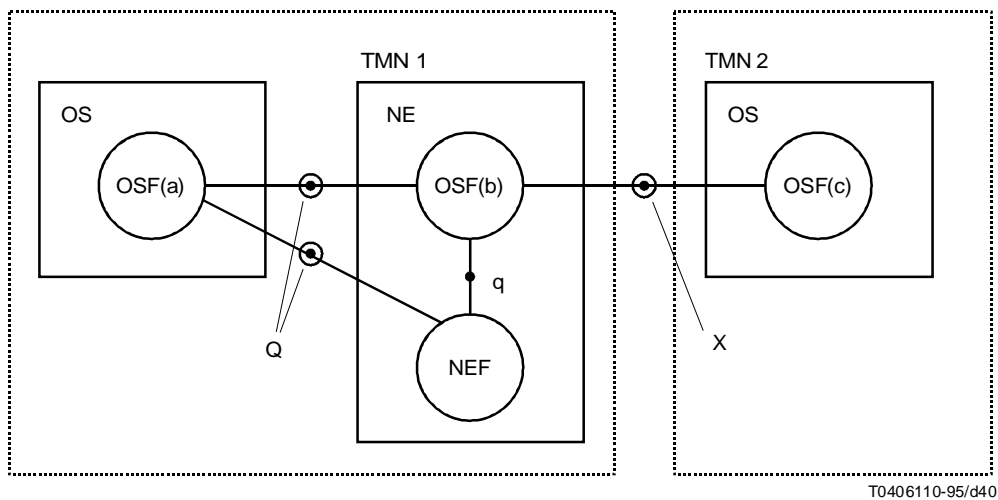 TMN 1
TMN 2
OS
NE
OS
OSF(a)
OSF(b)
OSF(c)
q
Q
X
NEF
T0406110-95/d40